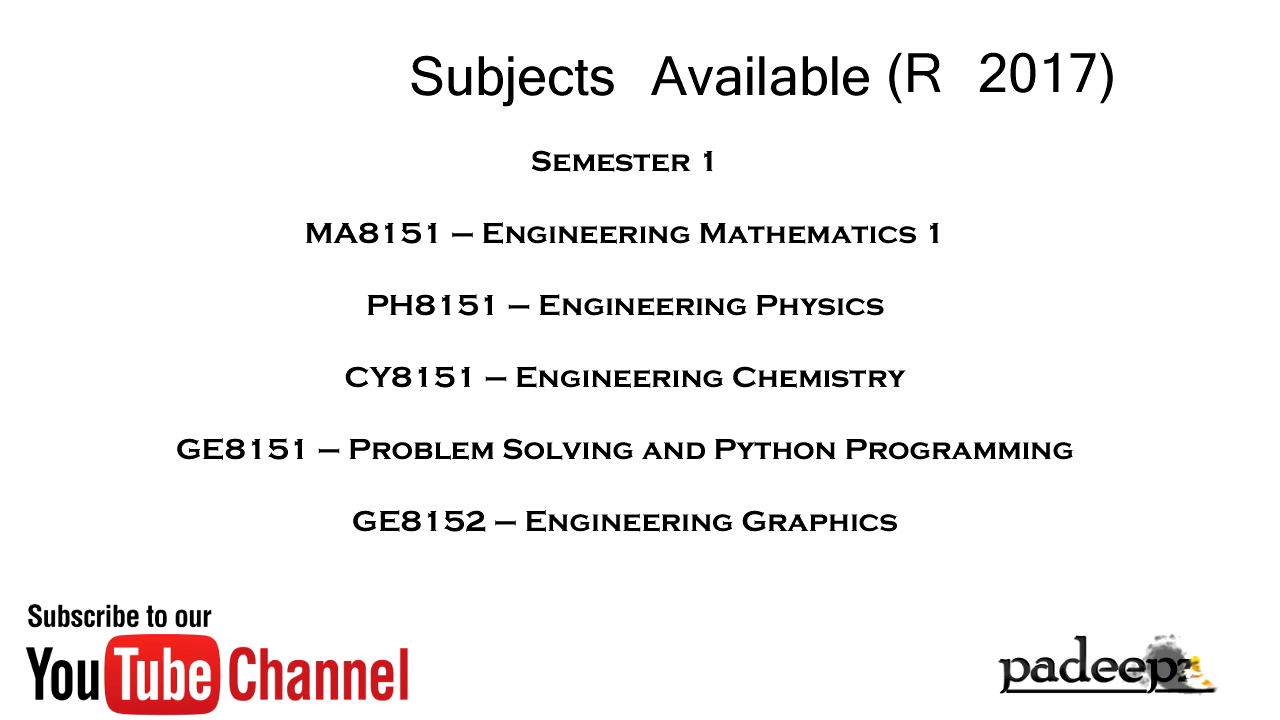 Subjects Available (R 2017)
Semester 1
MA8151 – Engineering Mathematics 1
PH8151 – Engineering Physics
CY8151 – Engineering Chemistry
GE8151 – Problem Solving and Python Programming
GE8152 – Engineering Graphics
Subscribe to our
YouTube Channel
padeepz